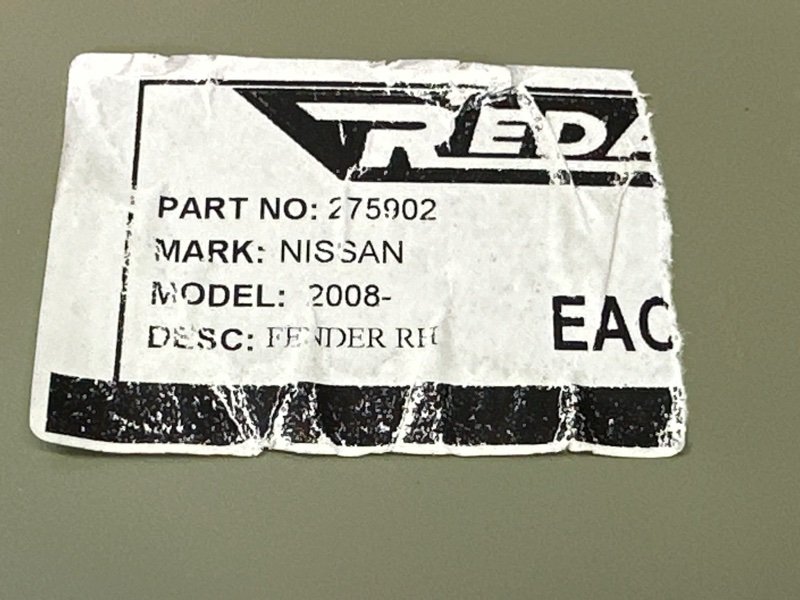 REDA
PART NO: 275902
MARK: NISSAN
MODEL: 2008-
DESC: FENDER RH
EAC